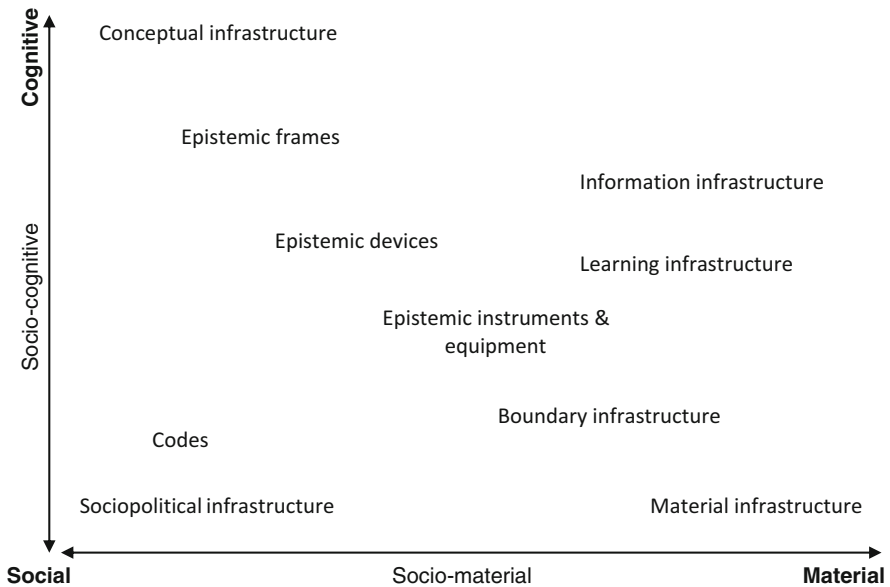 Cognitive
Conceptual infrastructure
Epistemic frames
Information infrastructure
Socio-cognitive
Epistemic devices
Learning infrastructure
Epistemic instruments &
equipment
Boundary infrastructure
Codes
Sociopolitical infrastructure
Material infrastructure
Social
Socio-material
Material